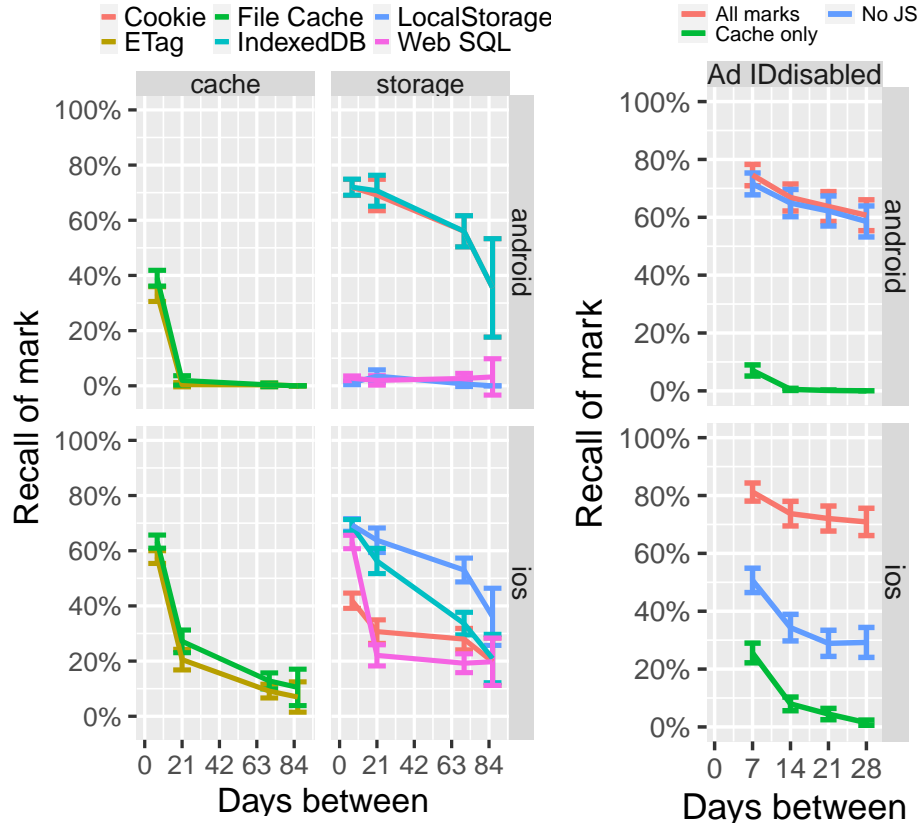 Cookie File Cache LocalStorage
ETag IndexedDB Web SQL
cache storage
100%
80%
60%
40%
20%
0%
android
100%
80%
60%
40%
20%
0%
ios
Recall of mark
0 21 42 63 84 0 21 42 63 84
Days between
All marks No JS
Cache only
Ad IDdisabled
100%
80%
60%
40%
20%
0%
android
100%
80%
60%
40%
20%
0%
ios
Recall of mark
0 7 14 21 28
Days between